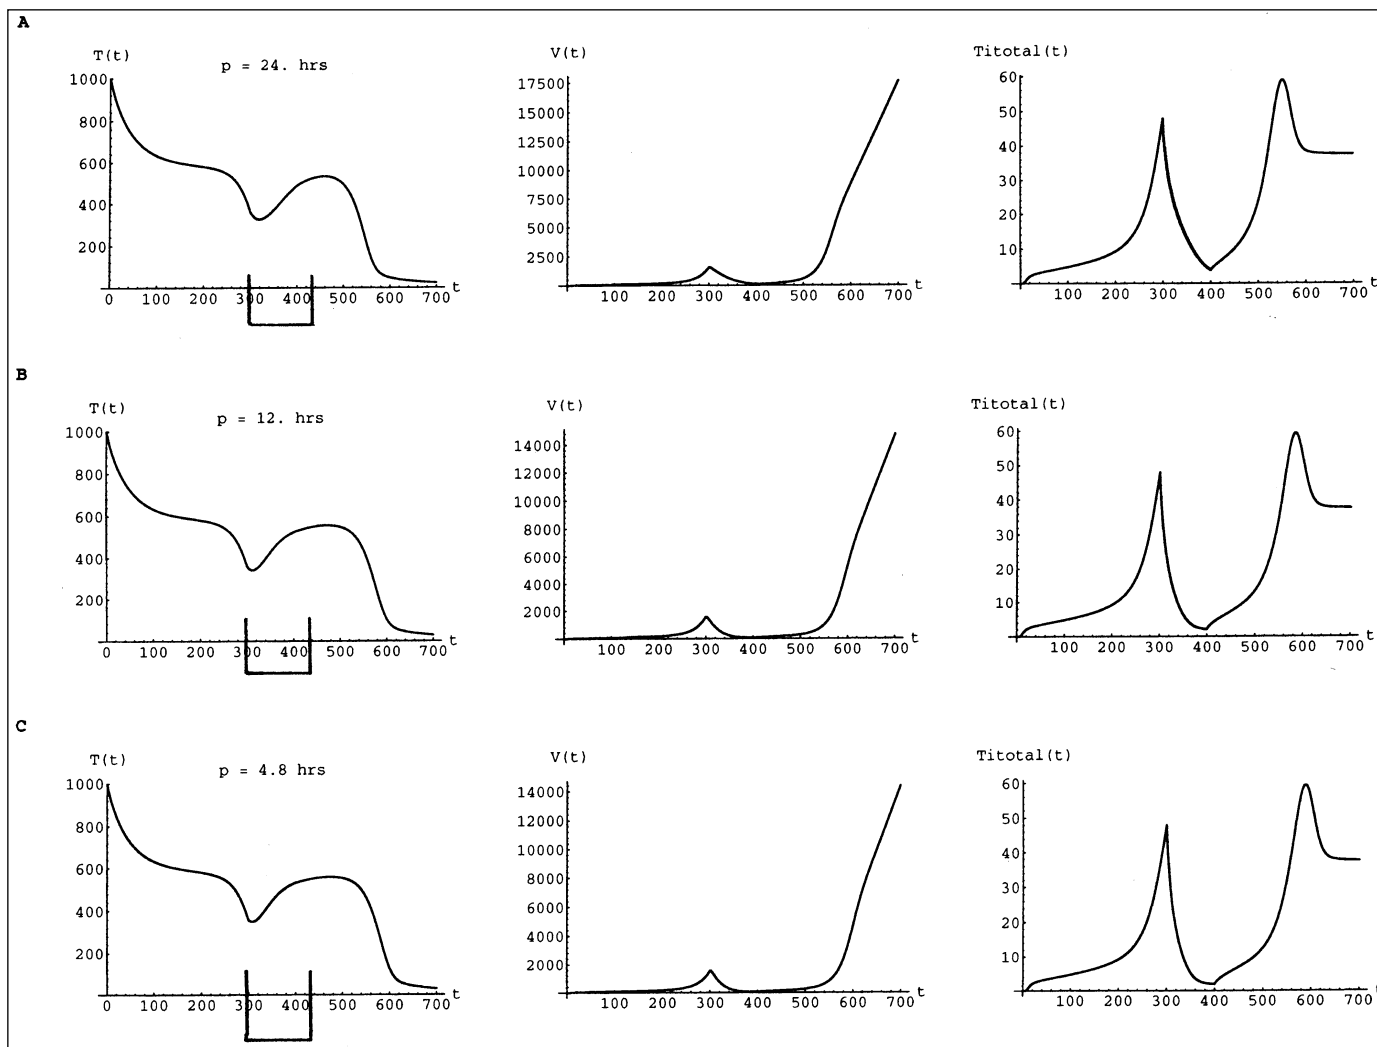 A
T(t)
p = 24. hrs
1000
800
600
400
200
0 100 200 300 400 500 600 700 t
V(t)
17500
15000
12500
10000
7500
5000
2500
100 200 300 400 500 600 700 t
Titotal(t)
60
50
40
30
20
10
100 200 300 400 500 600 700 t
B
T(t)
p = 12. hrs
1000
800
600
400
200
0 100 200 300 400 500 600 700 t
V(t)
14000
12000
10000
8000
6000
4000
2000
100 200 300 400 500 600 700 t
Titotal(t)
60
50
40
30
20
10
100 200 300 400 500 600 700 t
C
T(t)
p = 4.8 hrs
1000
800
600
400
200
0 100 200 300 400 500 600 700 t
V(t)
14000
12000
10000
8000
6000
4000
2000
100 200 300 400 500 600 700 t
Titotal(t)
60
50
40
30
20
10
100 200 300 400 500 600 700 t